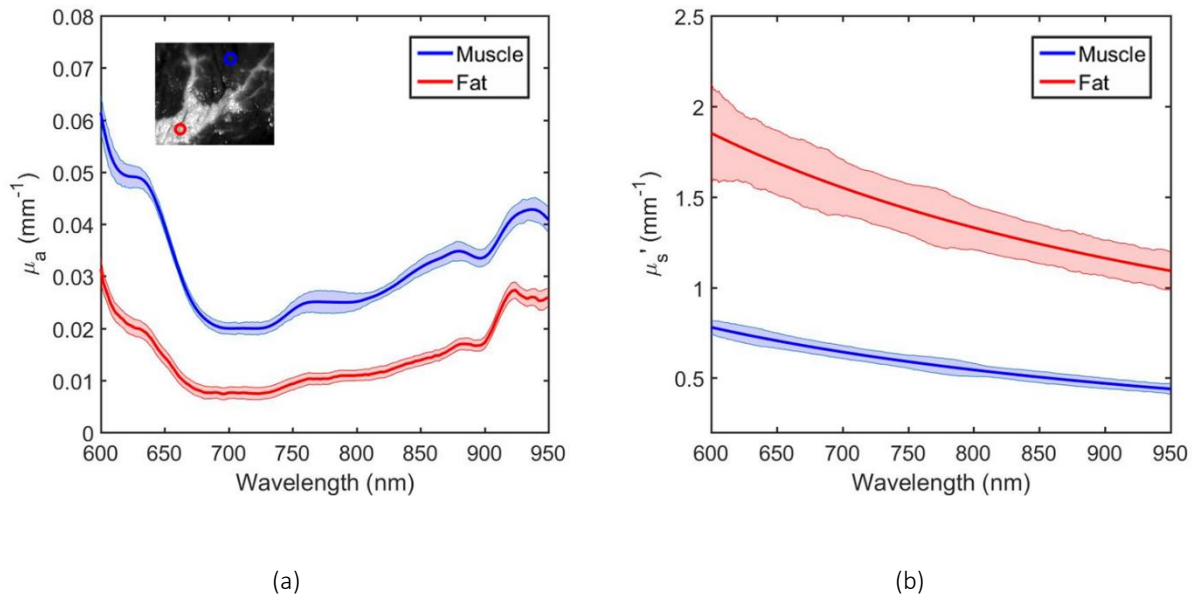 0.08
0.07
0.06
0.05
0.04
0.03
0.02
0.01
0
μa (mm-1)
600 650 700 750 800 850 900 950
Wavelength (nm)
Muscle
Fat
(a)
2.5
2
1.5
1
0.5
μs' (mm-1)
600 650 700 750 800 850 900 950
Wavelength (nm)
Muscle
Fat
(b)